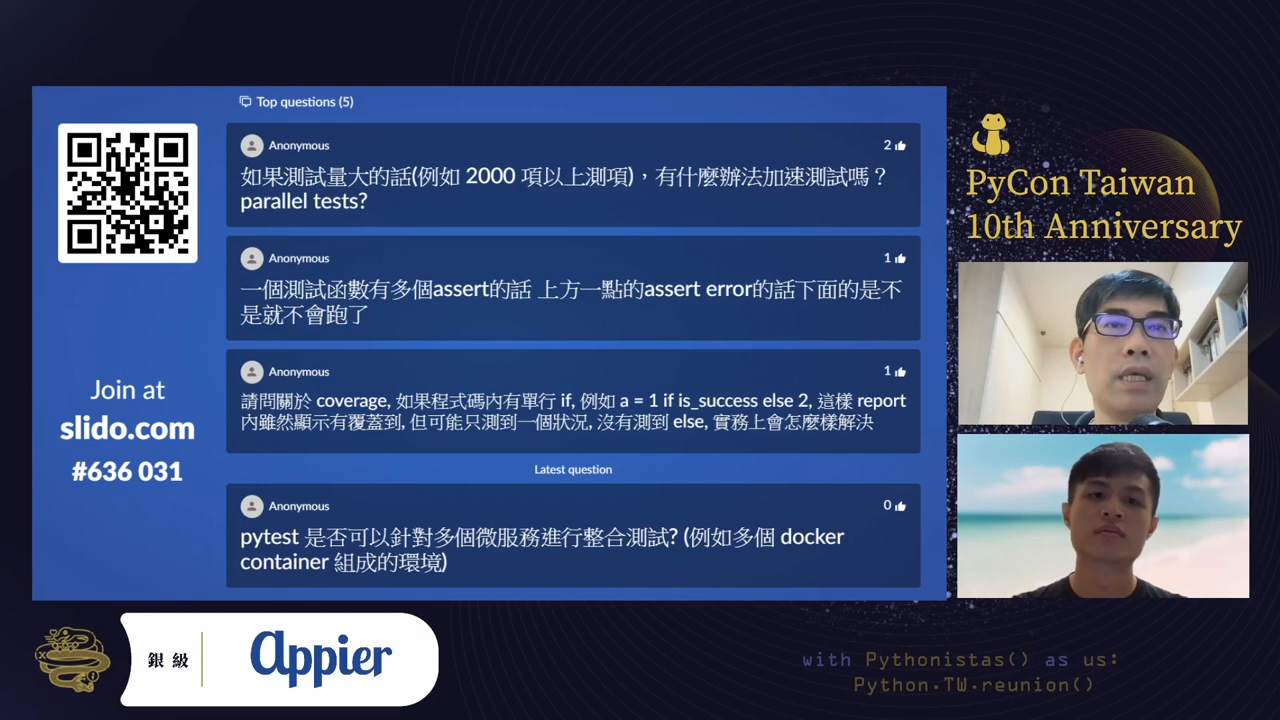 Top questions (5)
Anonymous
2
如果測試量大的話(例如 2000 項以上測項)，有什麼辦法加速測試嗎？
parallel tests?
Anonymous
1
一個測試函數有多個assert的話 上方一點的assert error的話下面的是不
是就不會跑了
Anonymous
1
請問關於 coverage, 如果程式碼內有單行 if, 例如 a = 1 if is_success else 2, 這樣 report
內雖然顯示有覆蓋到, 但可能只測到一個狀況, 沒有測到 else, 實務上會怎麼樣解決
Latest question
Anonymous
0
pytest 是否可以針對多個微服務進行整合測試? (例如多個 docker
container 組成的環境)
Join at
slido.com
#636 031
PyCon Taiwan
10th Anniversary
銀級
Appier
with Pythonistas() as us:
Python.TW.reunion()